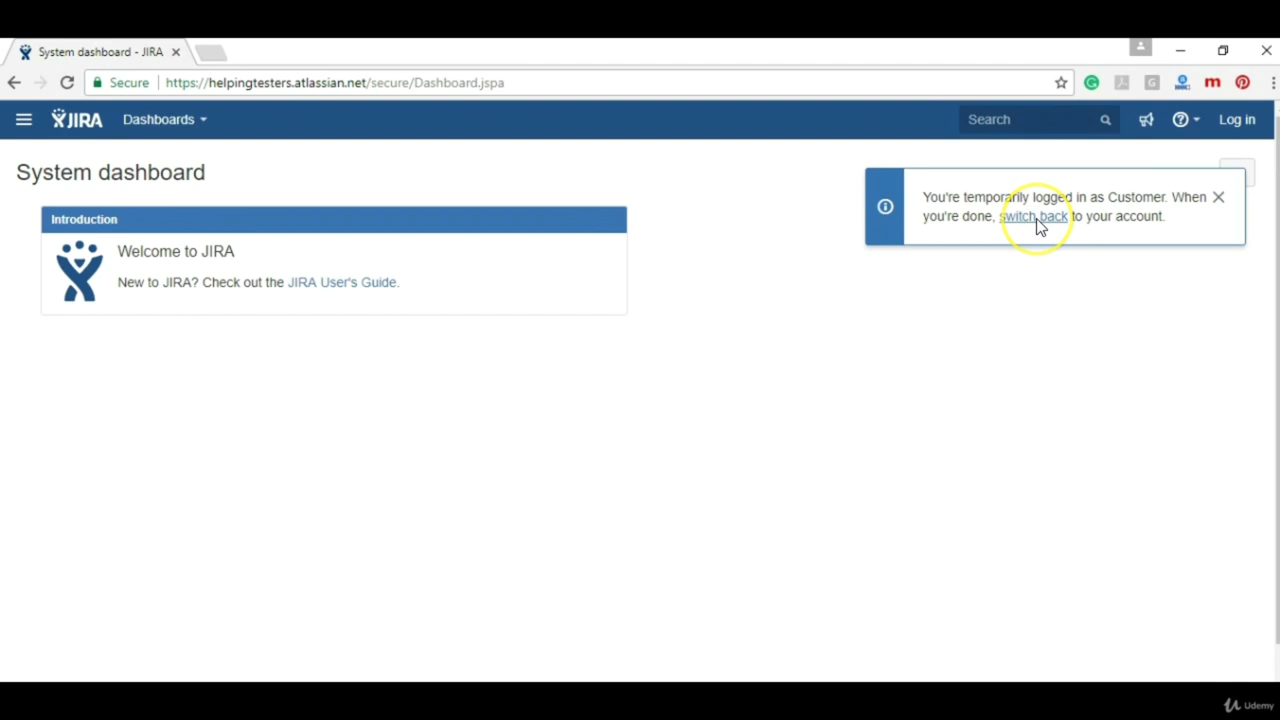 System dashboard - JIRA
Secure https://helpingtesters.atlassian.net/secure/Dashboard.jspa
JIRA Dashboards Search Log in
System dashboard
You're temporarily logged in as Customer. When
you're done, switch back to your account.
Introduction
Welcome to JIRA
New to JIRA? Check out the JIRA User's Guide.
Udemy